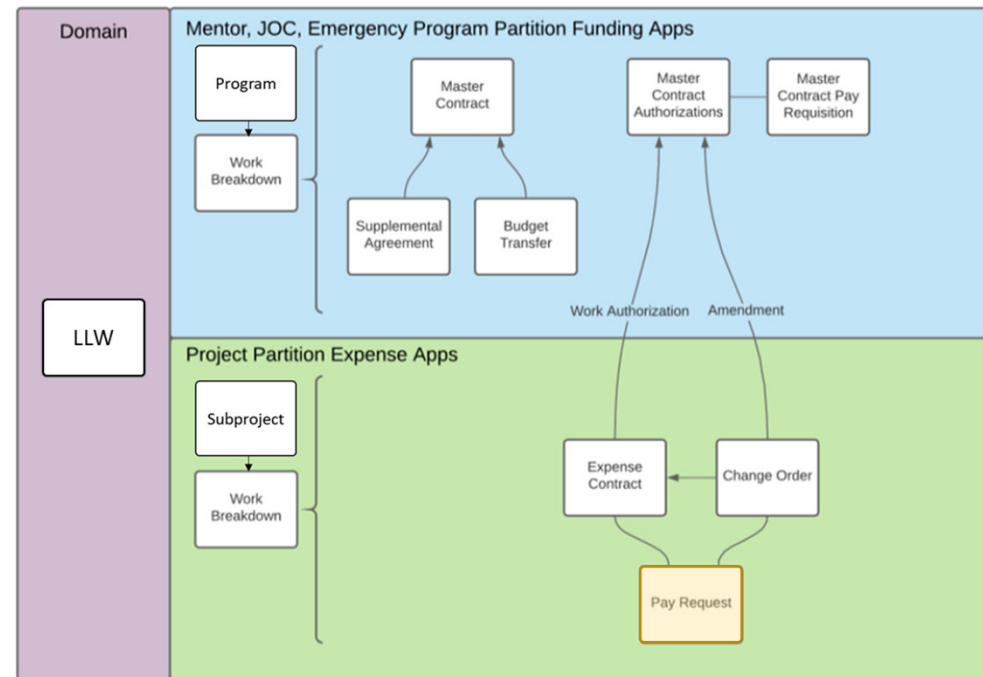 Domain
Mentor, JOC, Emergency Program Partition Funding Apps
Program
Work
Breakdown
Master
Contract
Master
Contract
Authorizations
Master
Contract Pay
Requisition
Supplemental
Agreement
Budget
Transfer
Work Authorization
Amendment
LLW
Project Partition Expense Apps
Subproject
Work
Breakdown
Expense
Contract
Change Order
Pay Request